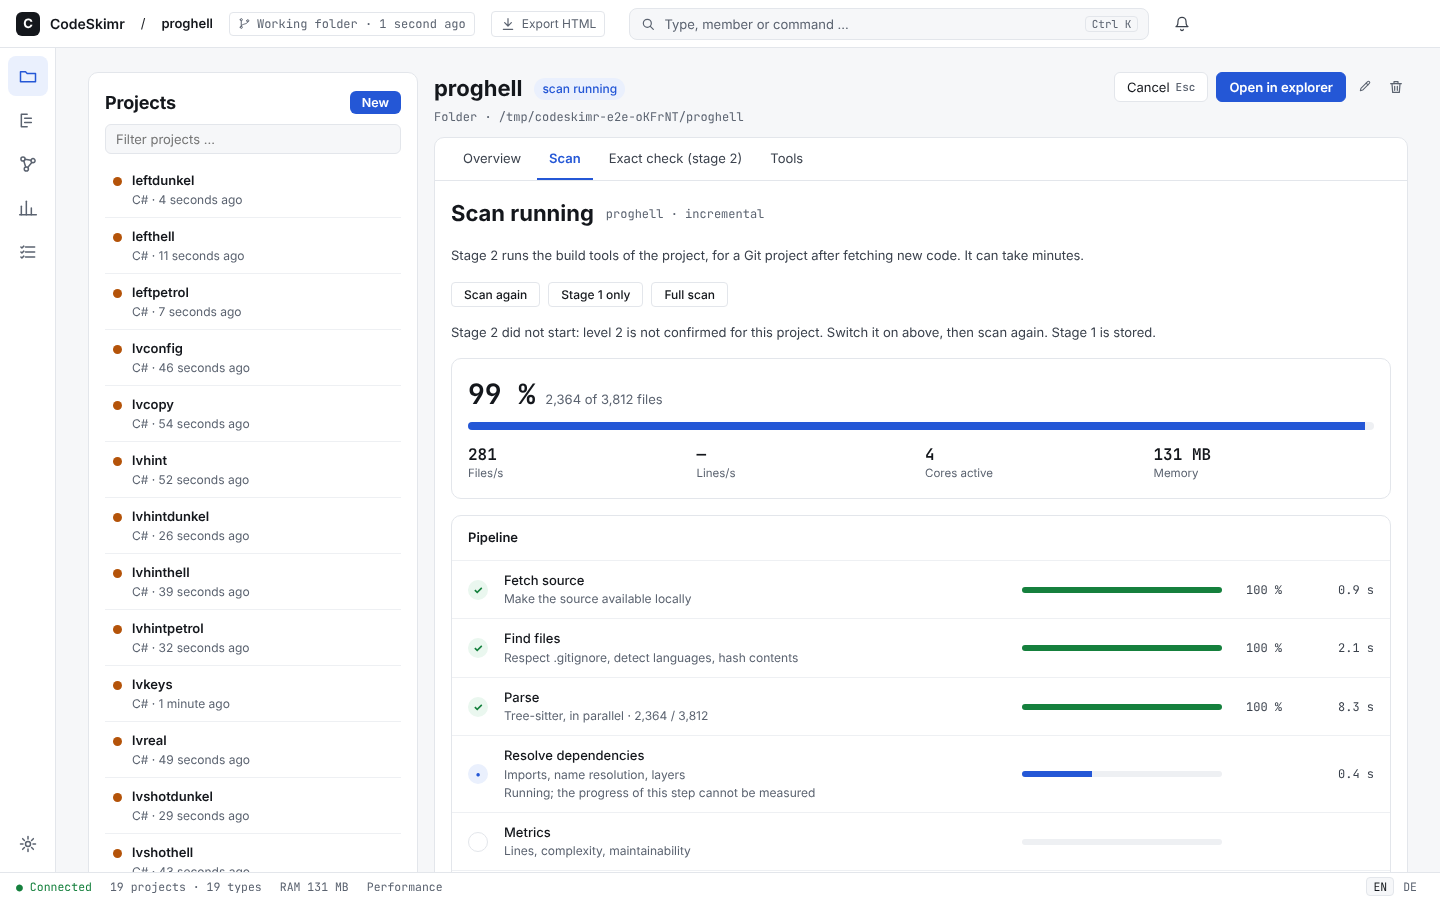 C CodeSkimr / proghell Working folder · 1 second ago Export HTML Type, member or command ... Ctrl K
Projects
New
Filter projects ...
leftdunkel
C# · 4 seconds ago
lefthell
C# · 11 seconds ago
leftpetrol
C# · 7 seconds ago
lvconfig
C# · 46 seconds ago
lvcopy
C# · 54 seconds ago
lvhint
C# · 52 seconds ago
lvhintdunkel
C# · 26 seconds ago
lvhinthell
C# · 39 seconds ago
lvhintpetrol
C# · 32 seconds ago
lvkeys
C# · 1 minute ago
lvreal
C# · 49 seconds ago
lvshotdunkel
C# · 29 seconds ago
lvshothell
C# · 43 seconds ago
proghell scan running
Cancel Esc Open in explorer
Folder · /tmp/codeskimr-e2e-oKFrNT/proghell
Overview Scan Exact check (stage 2) Tools
Scan running proghell · incremental
Stage 2 runs the build tools of the project, for a Git project after fetching new code. It can take minutes.
Scan again Stage 1 only Full scan
Stage 2 did not start: level 2 is not confirmed for this project. Switch it on above, then scan again. Stage 1 is stored.
99 % 2,364 of 3,812 files
281 – 4 131 MB
Files/s Lines/s Cores active Memory
Pipeline
Fetch source
Make the source available locally
100 % 0.9 s
Find files
Respect .gitignore, detect languages, hash contents
100 % 2.1 s
Parse
Tree-sitter, in parallel · 2,364 / 3,812
100 % 8.3 s
Resolve dependencies
Imports, name resolution, layers
Running; the progress of this step cannot be measured
0.4 s
Metrics
Lines, complexity, maintainability
Connected 19 projects · 19 types RAM 131 MB Performance EN DE